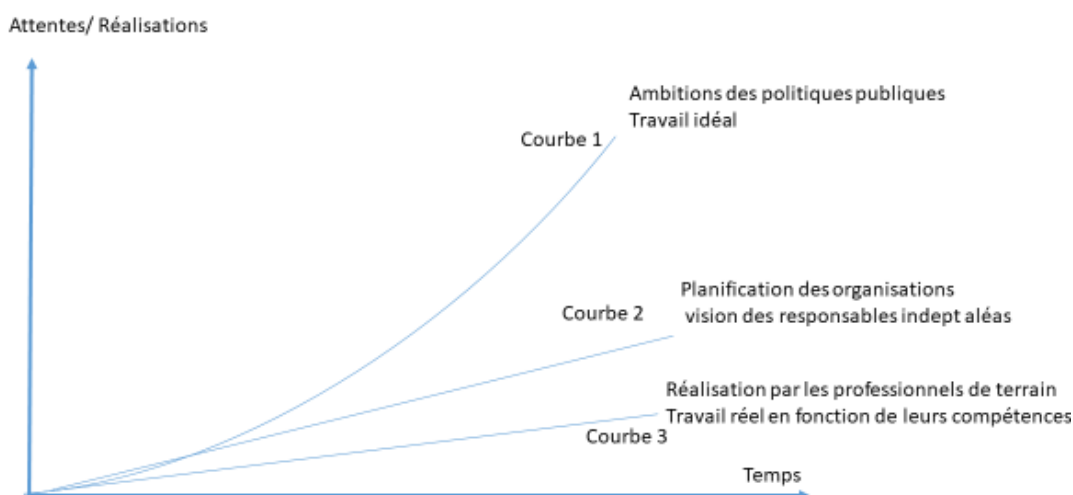 Attentes/ Réalisations
Ambitions des politiques publiques
Travail idéal
Courbe 1
Planification des organisations
Courbe 2
vision des responsables indept aléas
Réalisation par les professionnels de terrain
Travail réel en fonction de leurs compétences
Courbe 3
Temps